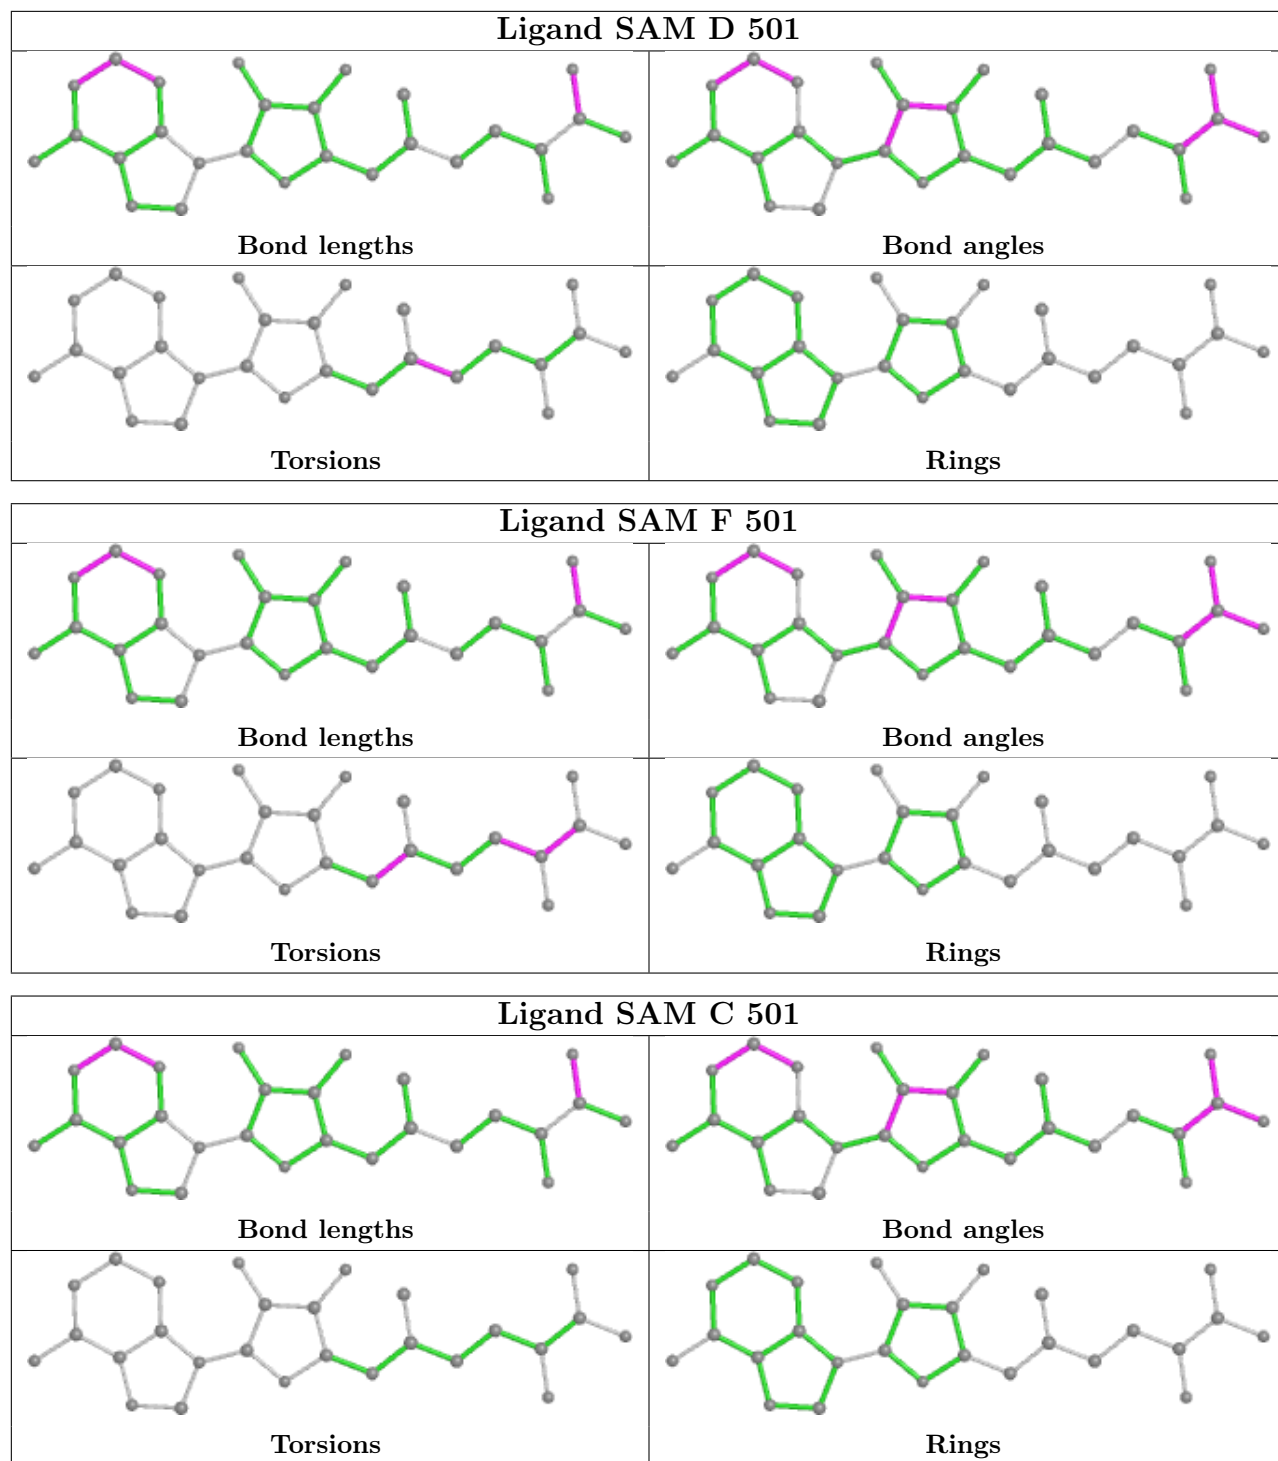 Ligand SAM D 501
Bond lengths
Bond angles
Torsions
Rings
Ligand SAM F 501
Bond lengths
Bond angles
Torsions
Rings
Ligand SAM C 501
Bond lengths
Bond angles
Torsions
Rings